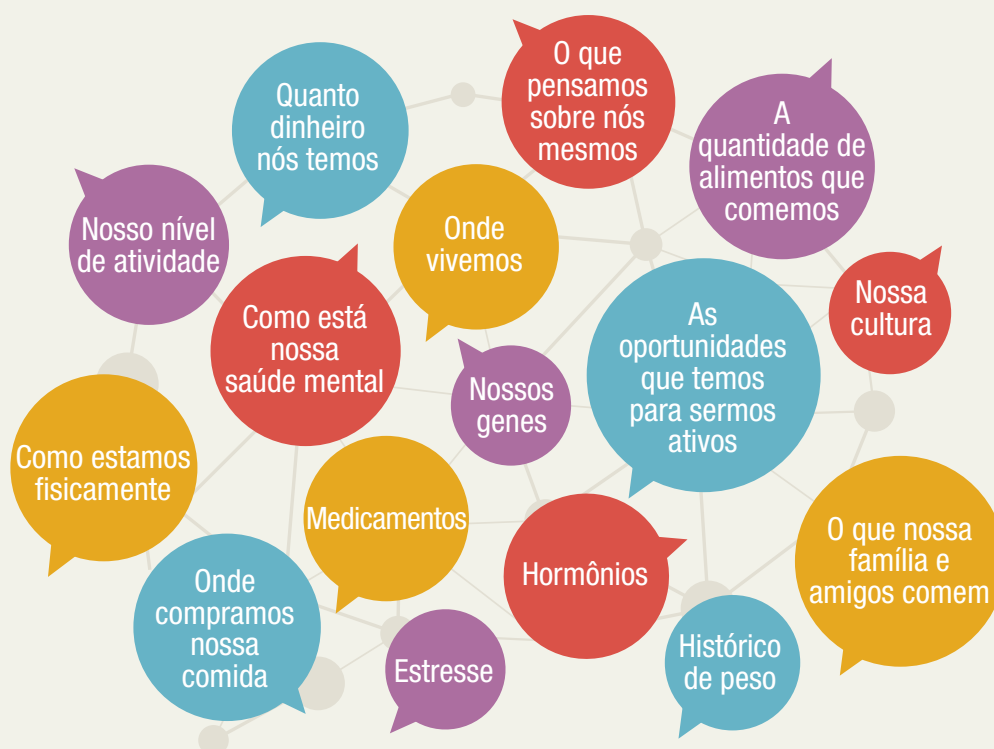 O que
pensamos
sobre nós
mesmos
Quanto
dinheiro
nós temos
A
quantidade de
alimentos que
comemos
Nosso nível
de atividade
Onde
vivemos
Nossa
cultura
Como está
nossa
saúde mental
As
oportunidades
que temos
para sermos
ativos
Nossos
genes
Como estamos
fisicamente
Medicamentos
O que nossa
família e
amigos comem
Hormônios
Onde
compramos
nossa
comida
Estresse
Histórico
de peso